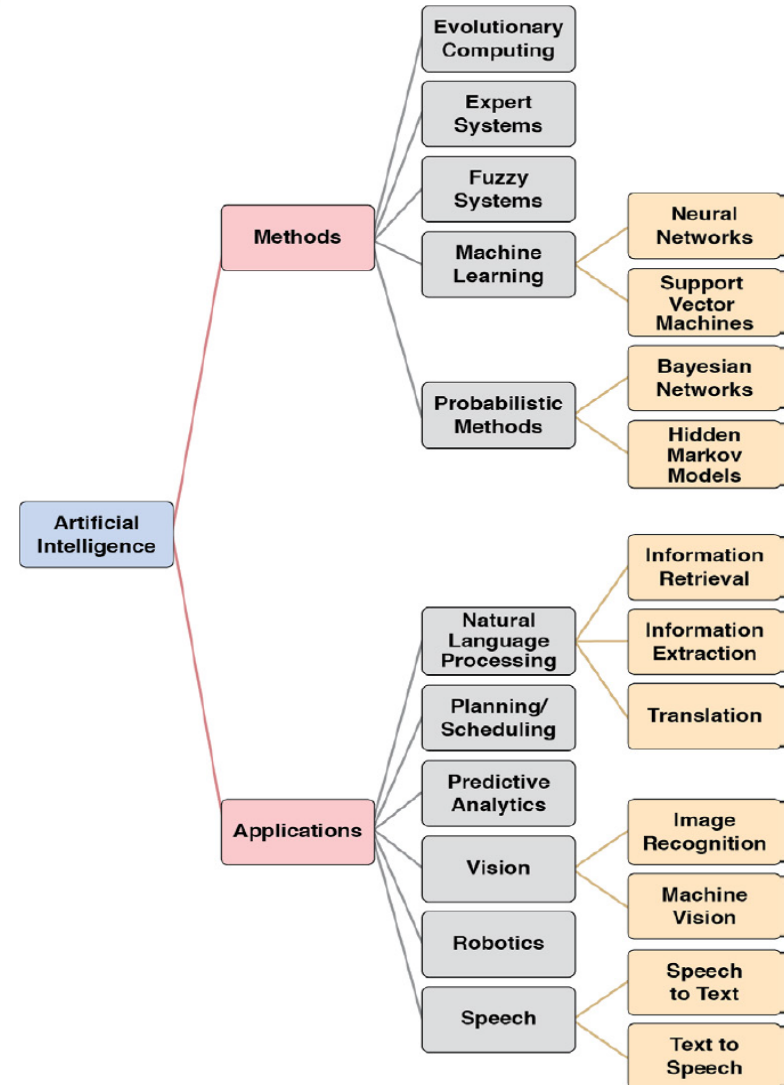 Evolutionary
Computing
Expert
Systems
Fuzzy
Systems
Methods
Machine
Learning
Neural
Networks
Support
Vector
Machines
Probabilistic
Methods
Bayesian
Networks
Hidden
Markov
Models
Artificial
Intelligence
Natural
Language
Processing
Information
Retrieval
Information
Extraction
Translation
Planning/
Scheduling
Predictive
Analytics
Applications
Vision
Image
Recognition
Machine
Vision
Robotics
Speech
Speech
to Text
Text to
Speech